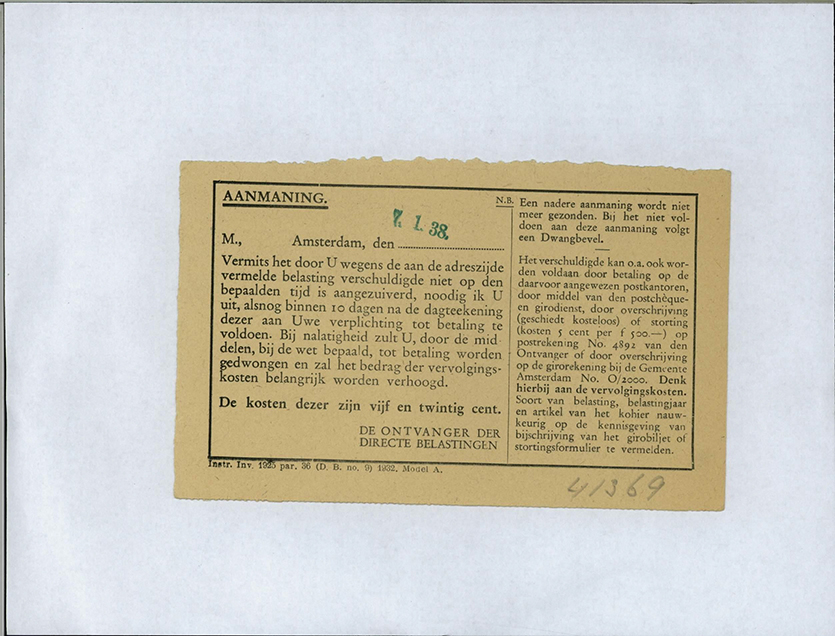 AANMANING.
7. 1. 38.
M., Amsterdam, den
Vermits het door U wegens de aan de adreszijde
vermelde belasting verschuldigde niet op den
bepaalden tijd is aangezuiverd, noodig ik U
uit, alsnog binnen 10 dagen na de dagteekening
dezer aan Uwe verplichting tot betaling te
voldoen. Bij nalatigheid zult U, door de mid-
delen, bij de wet bepaald, tot betaling worden
gedwongen en zal het bedrag der vervolgings-
kosten belangrijk worden verhoogd.
De kosten dezer zijn vijf en twintig cent.
DE ONTVANGER DER
DIRECTE BELASTINGEN
N.B. Een nadere aanmaning wordt niet
meer gezonden. Bij het niet vol-
doen aan deze aanmaning volgt
een Dwangbevel.
Het verschuldigde kan o.a. ook wor-
den voldaan door betaling op de
daarvoor aangewezen postkantoren,
door middel van den postchèque-
en girodienst, door overschrijving
(geschiedt kosteloos) of storting
(kosten 5 cent per f 500.—) op
postrekening No. 4892 van den
Ontvanger of door overschrijving
op de girorekening bij de Gemeente
Amsterdam No. O/2000. Denk
hierbij aan de vervolgingskosten.
Soort van belasting, belastingjaar
en artikel van het kohier nauw-
keurig op de kennisgeving van
bijschrijving van het girobiljet of
stortingsformulier te vermelden.
Instr. Inv. 1925 par. 36 (D. B. no. 9) 1932. Model A.
41369